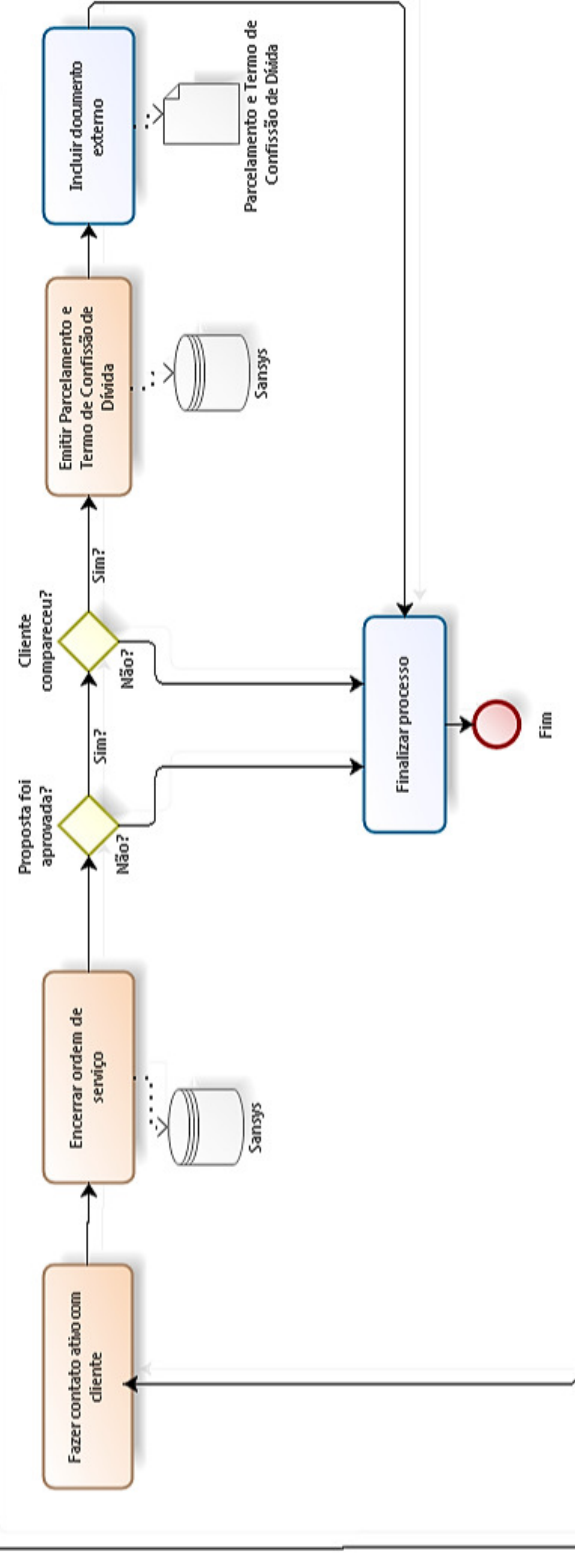 Fazer contato ativo com
cliente
Encerrar ordem de
serviço
Sansys
Proposta foi
aprovada?
Sim?
Não?
Cliente
compareceu?
Sim?
Não?
Emitir Parcelamento e
Termo de Confissão de
Dívida
Sansys
Incluir documento
externo
Parcelamento e Termo de
Confissão de Dívida
Finalizar processo
Fim